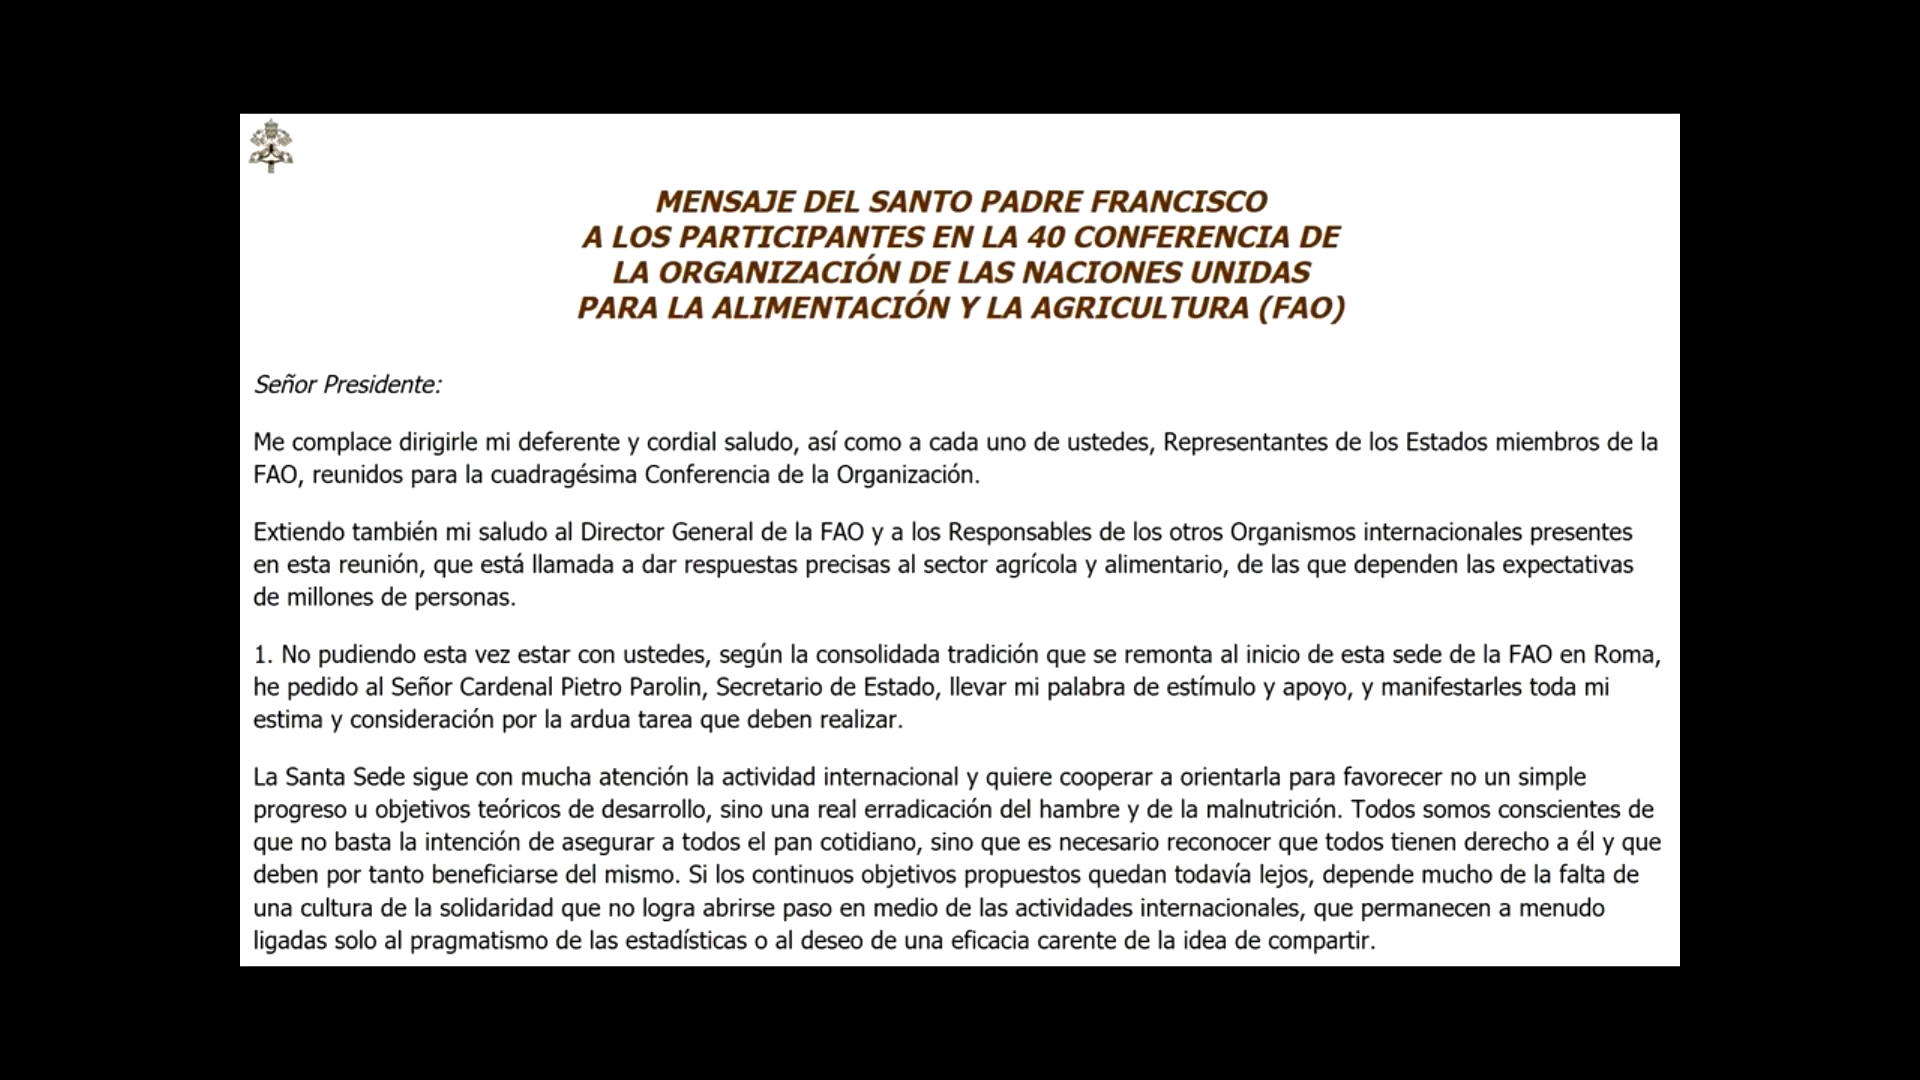 MENSAJE DEL SANTO PADRE FRANCISCO
A LOS PARTICIPANTES EN LA 40 CONFERENCIA DE
LA ORGANIZACIÓN DE LAS NACIONES UNIDAS
PARA LA ALIMENTACIÓN Y LA AGRICULTURA (FAO)
Señor Presidente:
Me complace dirigirle mi deferente y cordial saludo, así como a cada uno de ustedes, Representantes de los Estados miembros de la
FAO, reunidos para la cuadragésima Conferencia de la Organización.
Extiendo también mi saludo al Director General de la FAO y a los Responsables de los otros Organismos internacionales presentes
en esta reunión, que está llamada a dar respuestas precisas al sector agrícola y alimentario, de las que dependen las expectativas
de millones de personas.
1. No pudiendo esta vez estar con ustedes, según la consolidada tradición que se remonta al inicio de esta sede de la FAO en Roma,
he pedido al Señor Cardenal Pietro Parolin, Secretario de Estado, llevar mi palabra de estímulo y apoyo, y manifestarles toda mi
estima y consideración por la ardua tarea que deben realizar.
La Santa Sede sigue con mucha atención la actividad internacional y quiere cooperar a orientarla para favorecer no un simple
progreso u objetivos teóricos de desarrollo, sino una real erradicación del hambre y de la malnutrición. Todos somos conscientes de
que no basta la intención de asegurar a todos el pan cotidiano, sino que es necesario reconocer que todos tienen derecho a él y que
deben por tanto beneficiarse del mismo. Si los continuos objetivos propuestos quedan todavía lejos, depende mucho de la falta de
una cultura de la solidaridad que no logra abrirse paso en medio de las actividades internacionales, que permanecen a menudo
ligadas solo al pragmatismo de las estadísticas o al deseo de una eficacia carente de la idea de compartir.